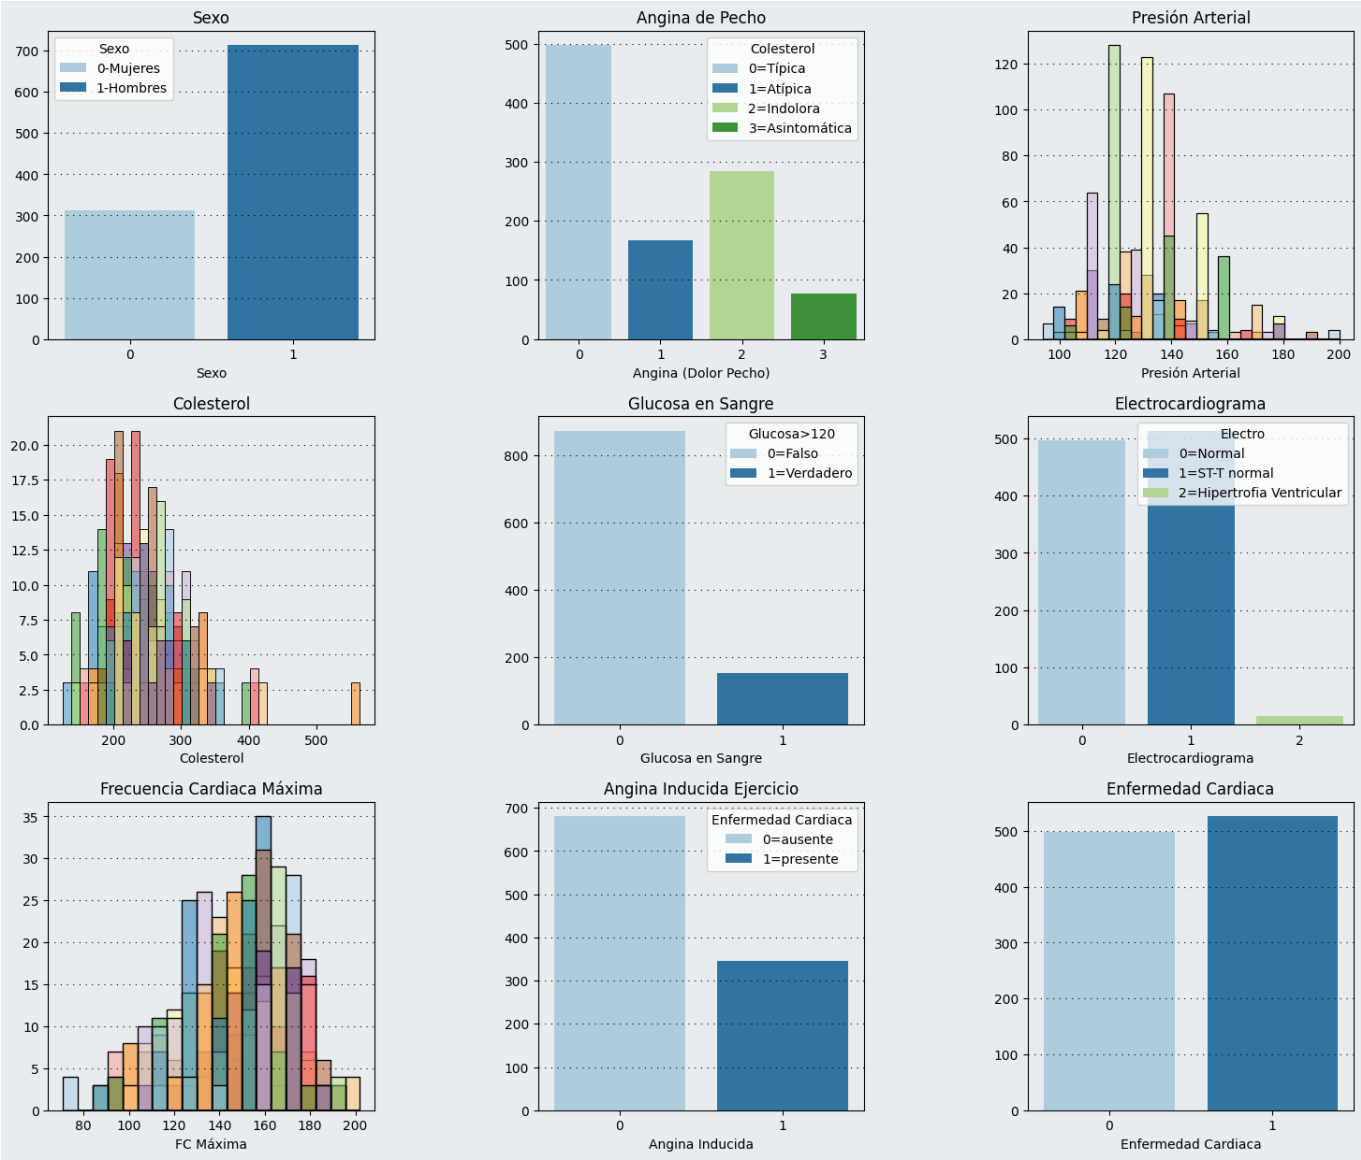 Sexo
700
600
500
400
300
200
100
0
Sexo
0-Mujeres
1-Hombres
0 1
Sexo
Angina de Pecho
500
400
300
200
100
0
Colesterol
0=Típica
1=Atípica
2=Indolora
3=Asintomática
0 1 2 3
Angina (Dolor Pecho)
Presión Arterial
120
100
80
60
40
20
0
100 120 140 160 180 200
Presión Arterial
Colesterol
20.0
17.5
15.0
12.5
10.0
7.5
5.0
2.5
0.0
200 300 400 500
Colesterol
Glucosa en Sangre
800
600
400
200
0
Glucosa>120
0=Falso
1=Verdadero
0 1
Glucosa en Sangre
Electrocardiograma
500
400
300
200
100
0
Electro
0=Normal
1=ST-T normal
2=Hipertrofia Ventricular
0 1 2
Electrocardiograma
Frecuencia Cardiaca Máxima
35
30
25
20
15
10
5
0
80 100 120 140 160 180 200
FC Máxima
Angina Inducida Ejercicio
700
600
500
400
300
200
100
0
Enfermedad Cardiaca
0=ausente
1=presente
0 1
Angina Inducida
Enfermedad Cardiaca
500
400
300
200
100
0
0 1
Enfermedad Cardiaca